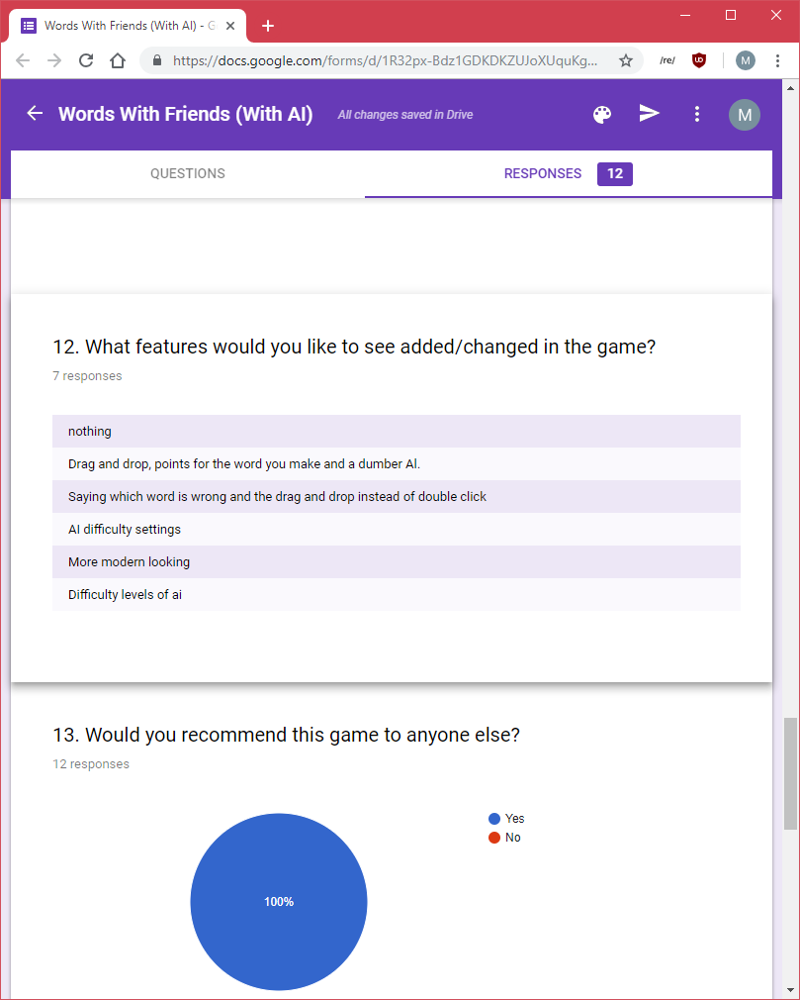 Words With Friends (With AI) - G
https://docs.google.com/forms/d/1R32px-Bdz1GDKDKZUJoXUquKg...
/re/
UD
M
Words With Friends (With AI)
All changes saved in Drive
M
QUESTIONS
RESPONSES 12
12. What features would you like to see added/changed in the game?
7 responses
nothing
Drag and drop, points for the word you make and a dumber AI.
Saying which word is wrong and the drag and drop instead of double click
AI difficulty settings
More modern looking
Difficulty levels of ai
13. Would you recommend this game to anyone else?
12 responses
Yes
No
100%